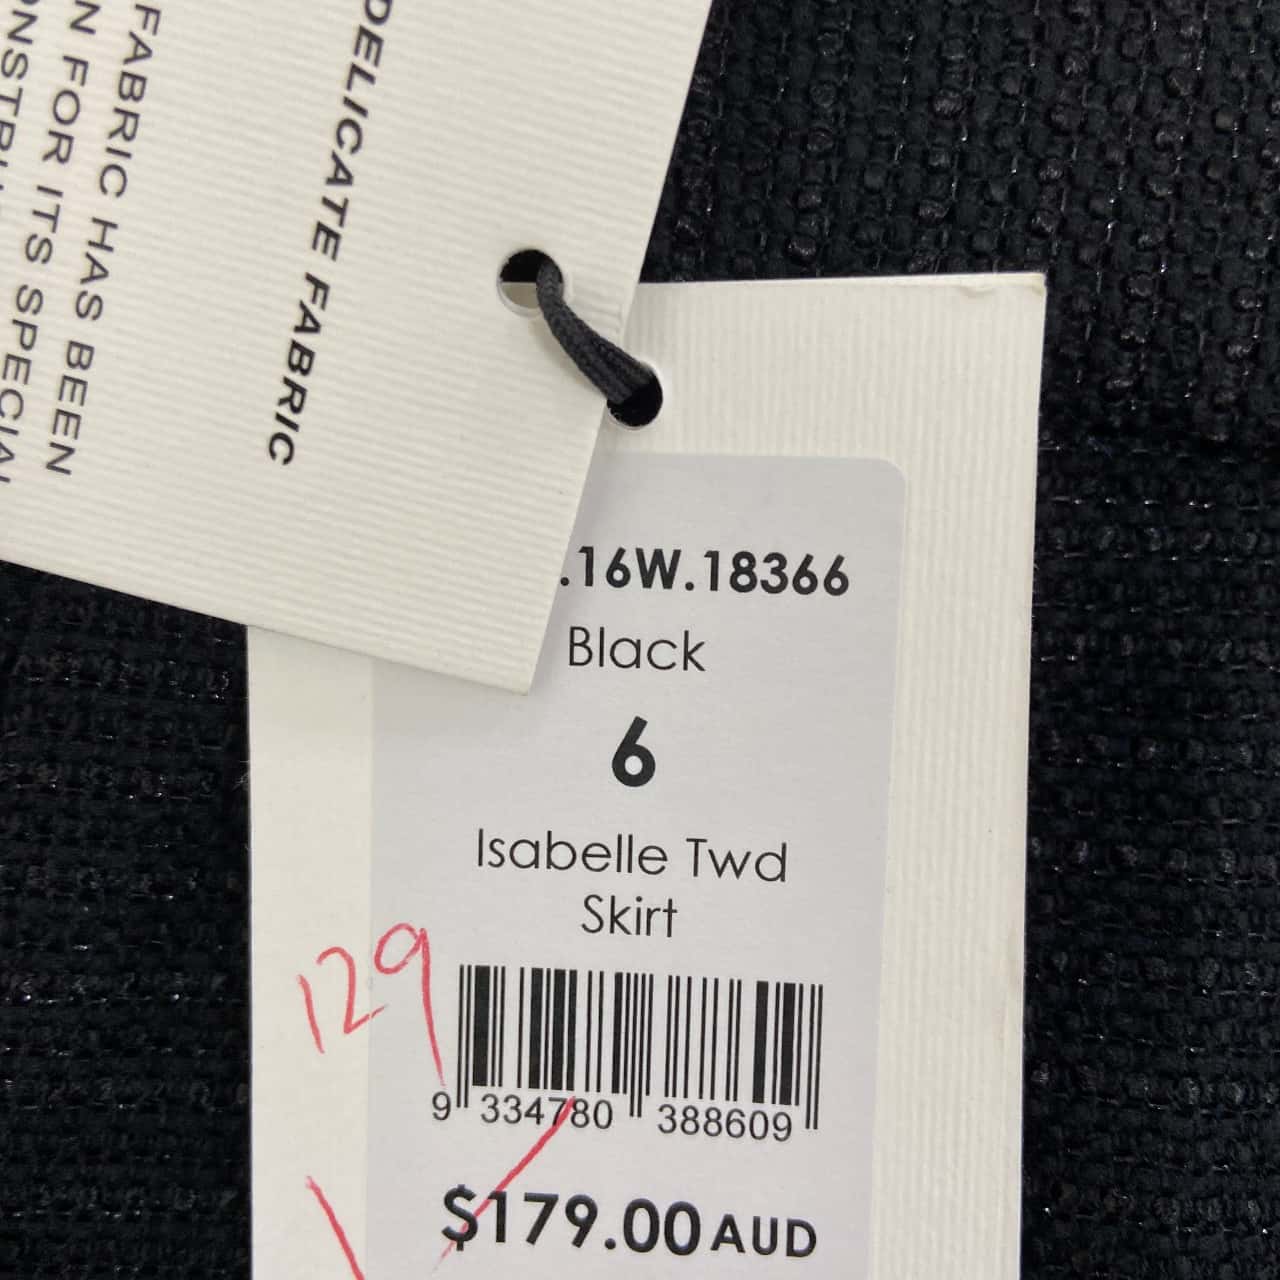 DELICATE FABRIC
FABRIC HAS BEEN
N FOR ITS SPECIAL
.16W.18366
Black
6
Isabelle Twd
Skirt
129
9 334780 388609
$179.00 AUD